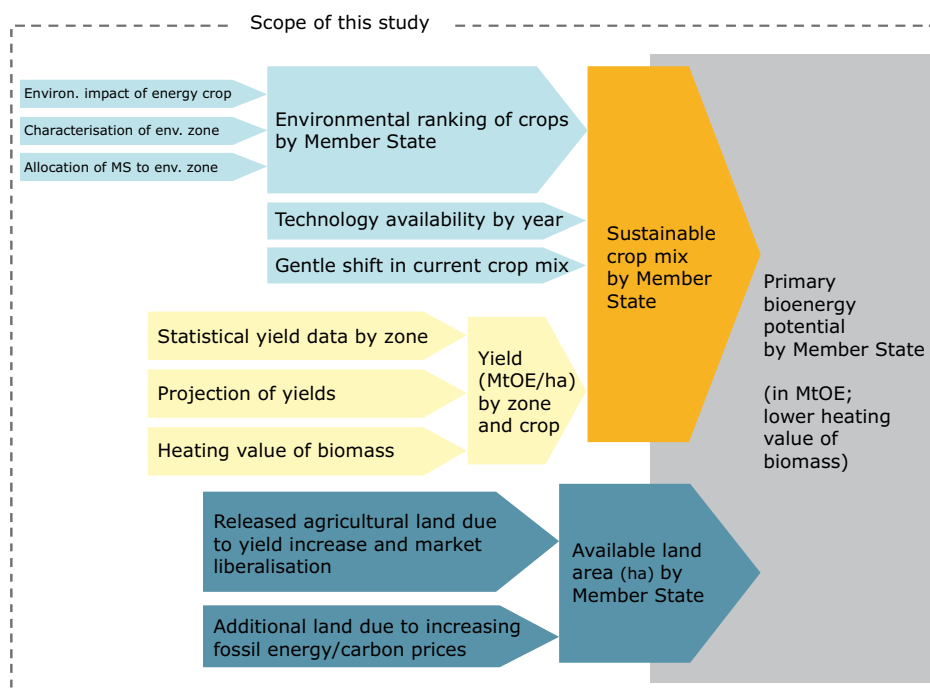 Scope of this study
Environ. impact of energy crop
Characterisation of env. zone
Allocation of MS to env. zone
Environmental ranking of crops
by Member State
Technology availability by year
Gentle shift in current crop mix
Sustainable
crop mix
by Member
State
Statistical yield data by zone
Projection of yields
Heating value of biomass
Yield
(MtOE/ha)
by zone
and crop
Primary
bioenergy
potential
by Member State
(in MtOE;
lower heating
value of
biomass)
Released agricultural land due
to yield increase and market
liberalisation
Additional land due to increasing
fossil energy/carbon prices
Available land
area (ha) by
Member State